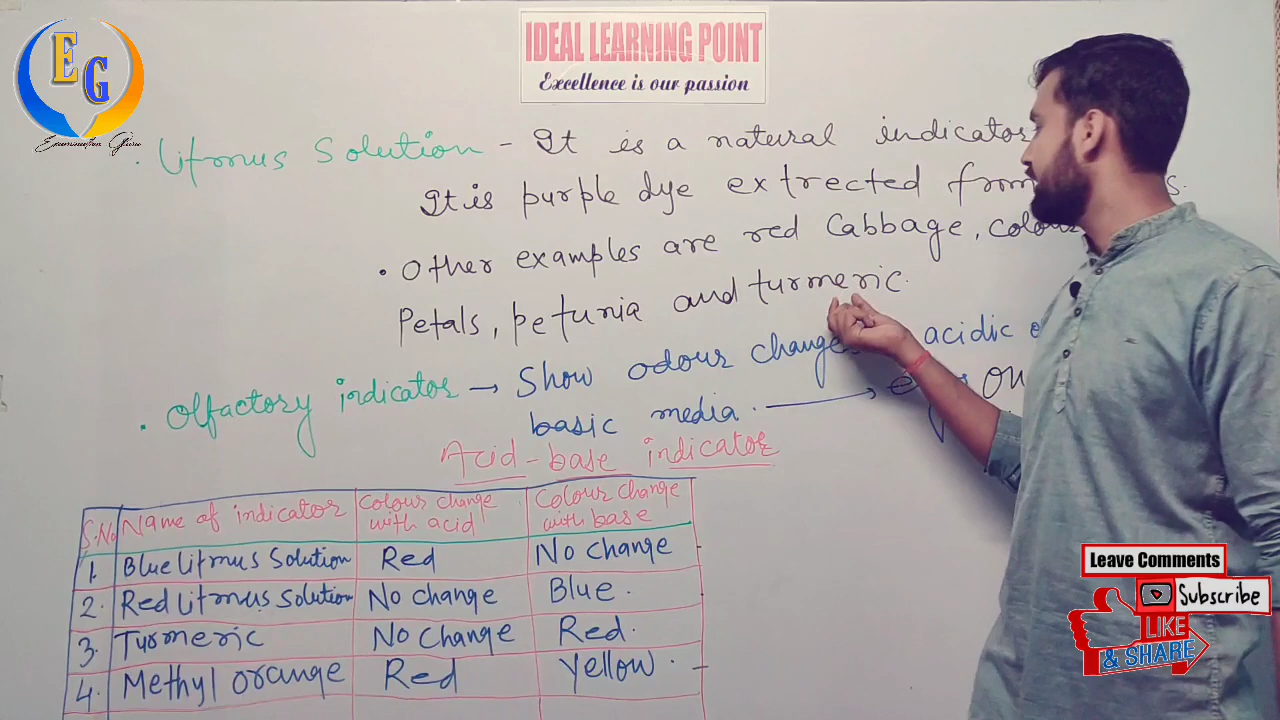 E
G
Examination Guru
IDEAL LEARNING POINT
Excellence is our passion
· Litmus Solution - It is a natural indicator
It is purple dye extrected from
• Other examples are red Cabbage, colour
Petals, petunia and turmeric.
· Olfactory indicator → Show odour change acidic
basic media. →
Acid-base indicator
S.No Name of indicator Colour change with acid Colour change with base
1. Blue Litmus Solution Red No change
2. Red Litmus Solution No change Blue.
3. Turmeric No change Red.
4. Methyl orange Red Yellow.
Leave Comments
Subscribe
LIKE
& SHARE